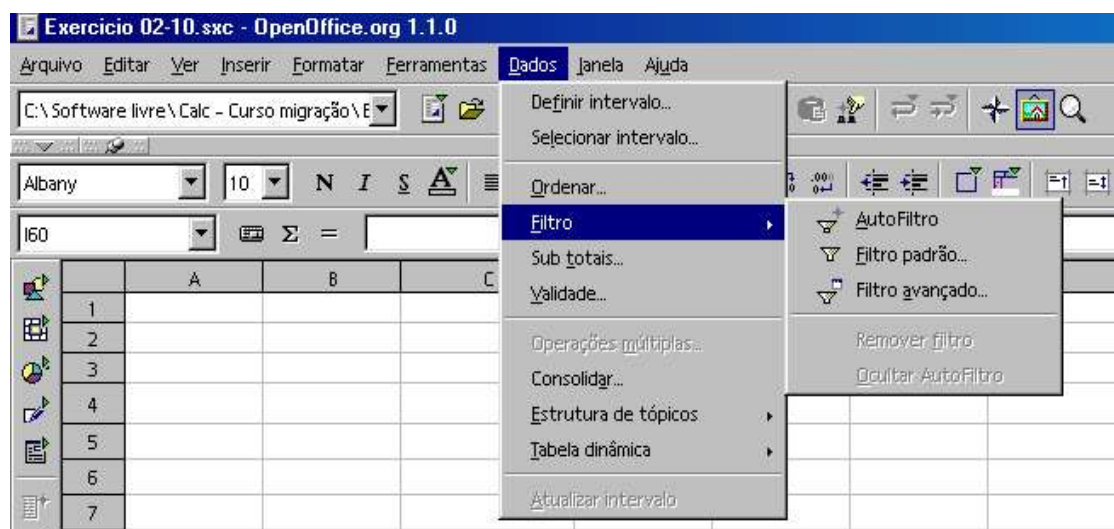 Exercicio 02-10.sxc - OpenOffice.org 1.1.0
Arquivo Editar Ver Inserir Formatar Ferramentas Dados Janela Ajuda
C:\Software livre\Calc - Curso migração\E
Albany 10 N I S A
I60 Σ =
A B C
1
2
3
4
5
6
7
Definir intervalo...
Selecionar intervalo...
Ordenar...
Filtro
Sub totais...
Validade...
Operações múltiplas...
Consolidar...
Estrutura de tópicos
Tabela dinâmica
Atualizar intervalo
AutoFiltro
Filtro padrão...
Filtro avançado...
Remover filtro
Ocultar AutoFiltro